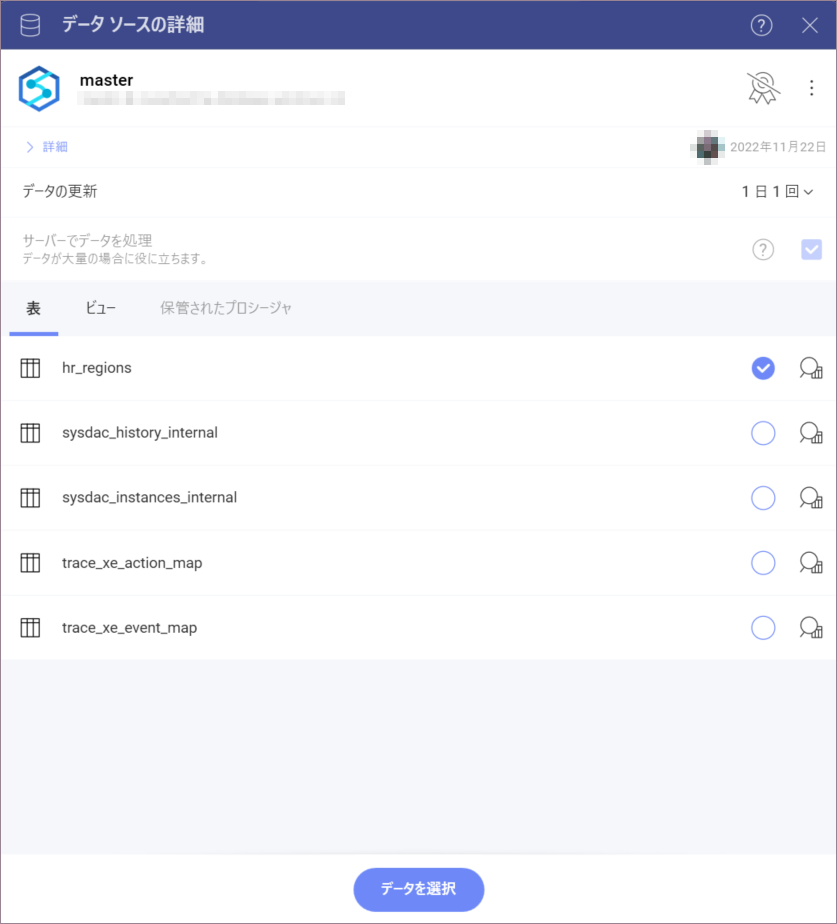 データ ソースの詳細
master
詳細
2022年11月22日
データの更新
1 日 1 回
サーバーでデータを処理
データが大量の場合に役に立ちます。
表 ビュー 保管されたプロシージャ
hr_regions
sysdac_history_internal
sysdac_instances_internal
trace_xe_action_map
trace_xe_event_map
データを選択